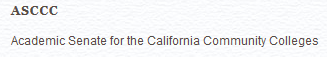 ASCCC
Academic Senate for the California Community Colleges